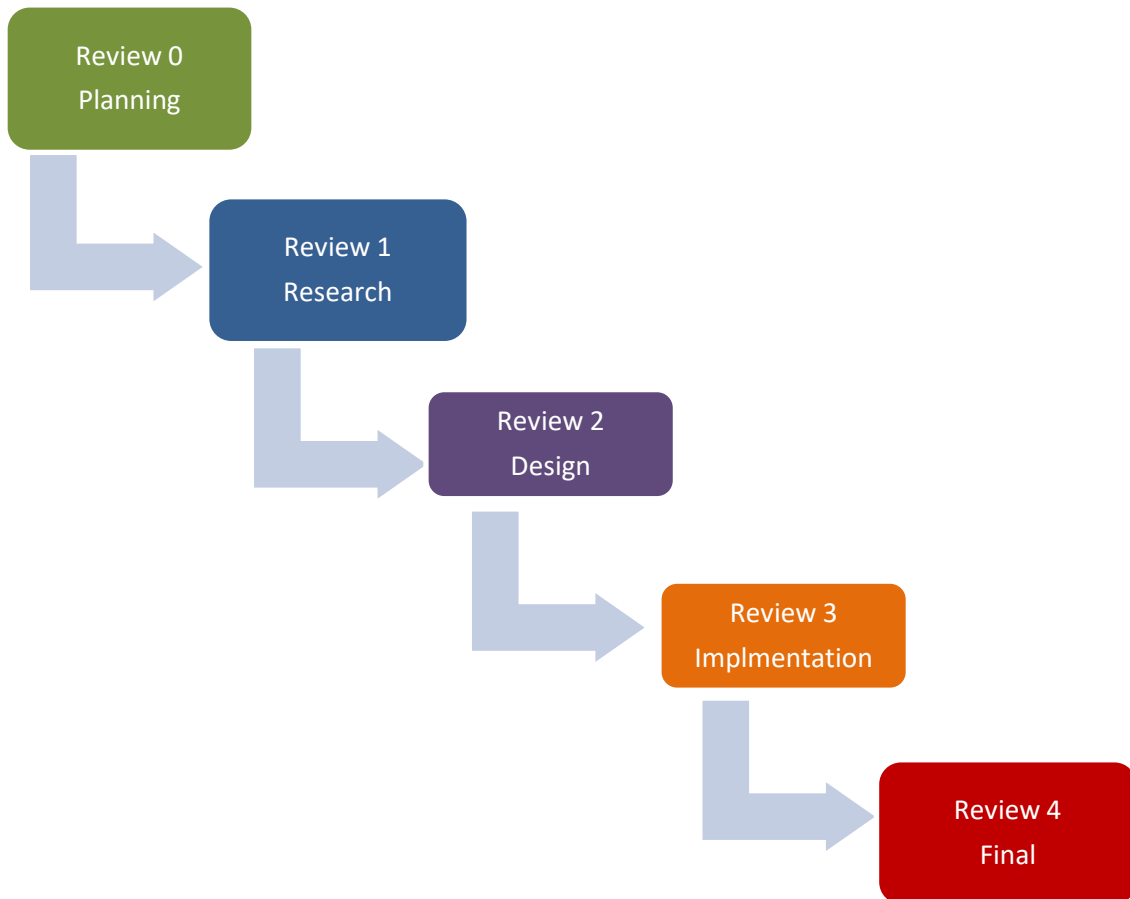 Review 0
Planning
Review 1
Research
Review 2
Design
Review 3
Implmentation
Review 4
Final